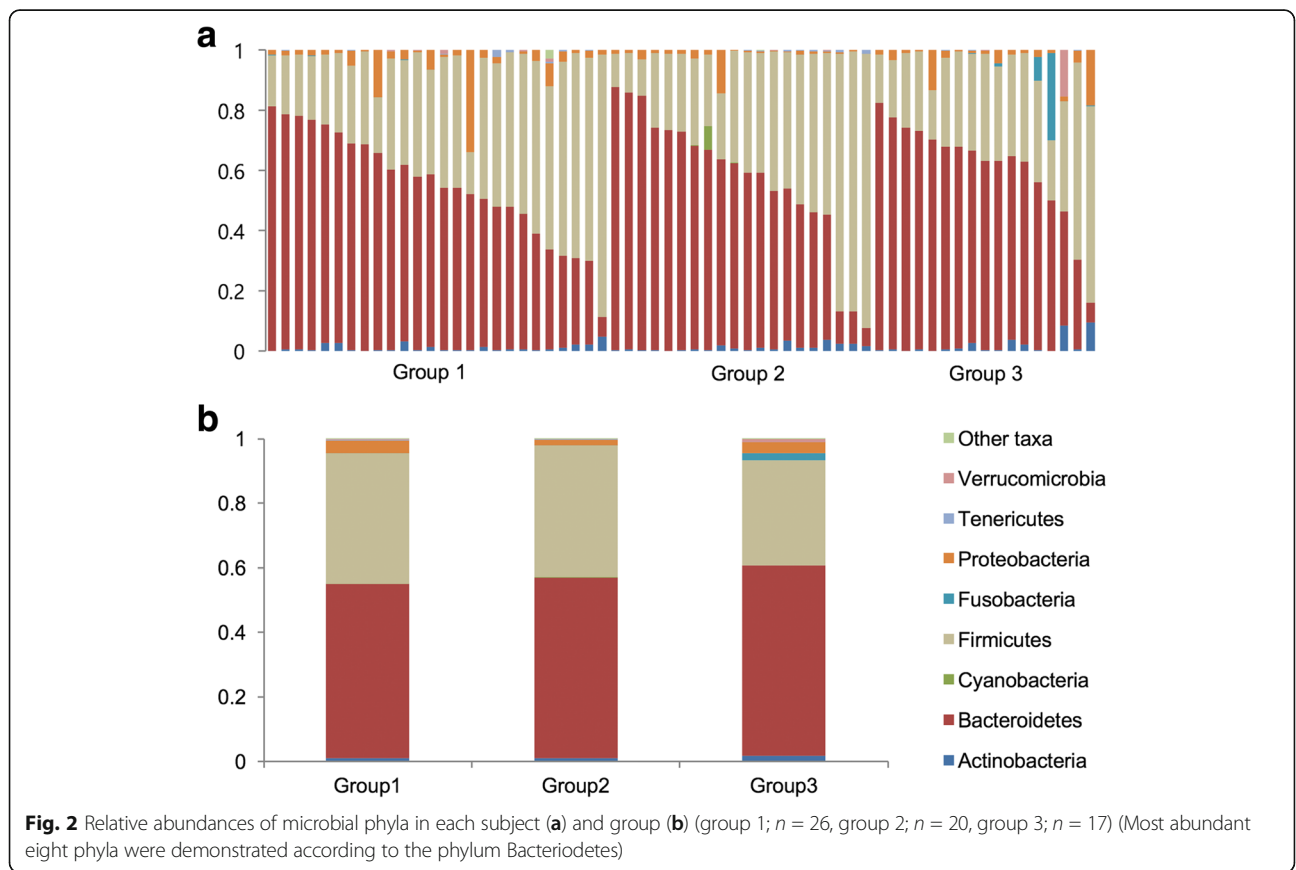 a
1
0.8
0.6
0.4
0.2
0
Group 1 Group 2 Group 3
b
1
0.8
0.6
0.4
0.2
0
Group1 Group2 Group3
Other taxa
Verrucomicrobia
Tenericutes
Proteobacteria
Fusobacteria
Firmicutes
Cyanobacteria
Bacteroidetes
Actinobacteria
Fig. 2 Relative abundances of microbial phyla in each subject (a) and group (b) (group 1; n = 26, group 2; n = 20, group 3; n = 17) (Most abundant
eight phyla were demonstrated according to the phylum Bacteriodetes)